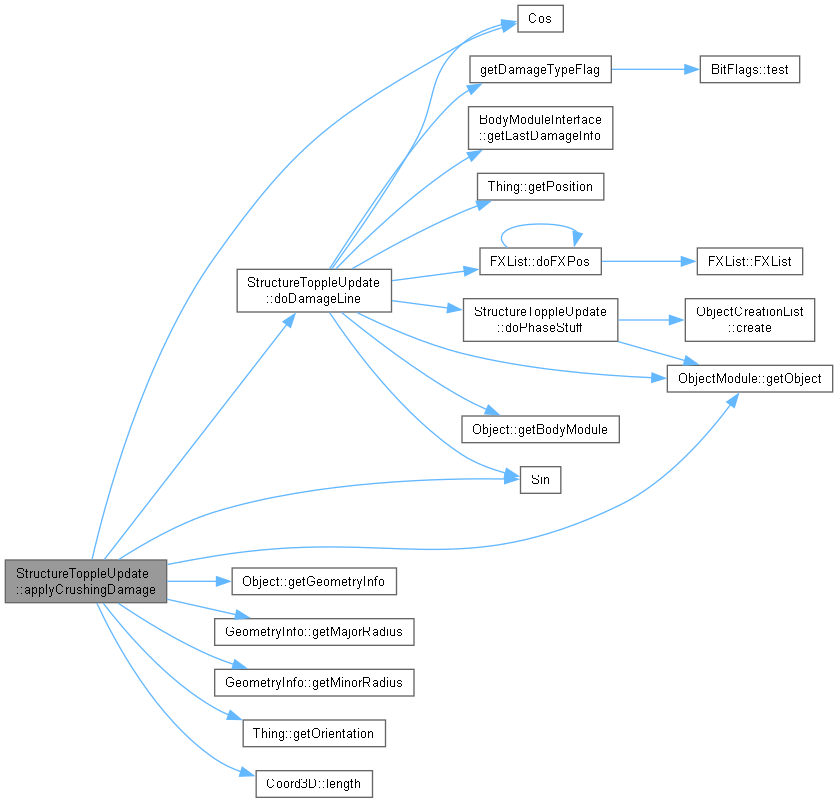 Cos
getDamageTypeFlag
BitFlags::test
BodyModuleInterface
::getLastDamageInfo
Thing::getPosition
FXList::doFXPos
FXList::FXList
StructureToppleUpdate
::doDamageLine
StructureToppleUpdate
::doPhaseStuff
ObjectCreationList
::create
ObjectModule::getObject
Object::getBodyModule
Sin
StructureToppleUpdate
::applyCrushingDamage
Object::getGeometryInfo
GeometryInfo::getMajorRadius
GeometryInfo::getMinorRadius
Thing::getOrientation
Coord3D::length